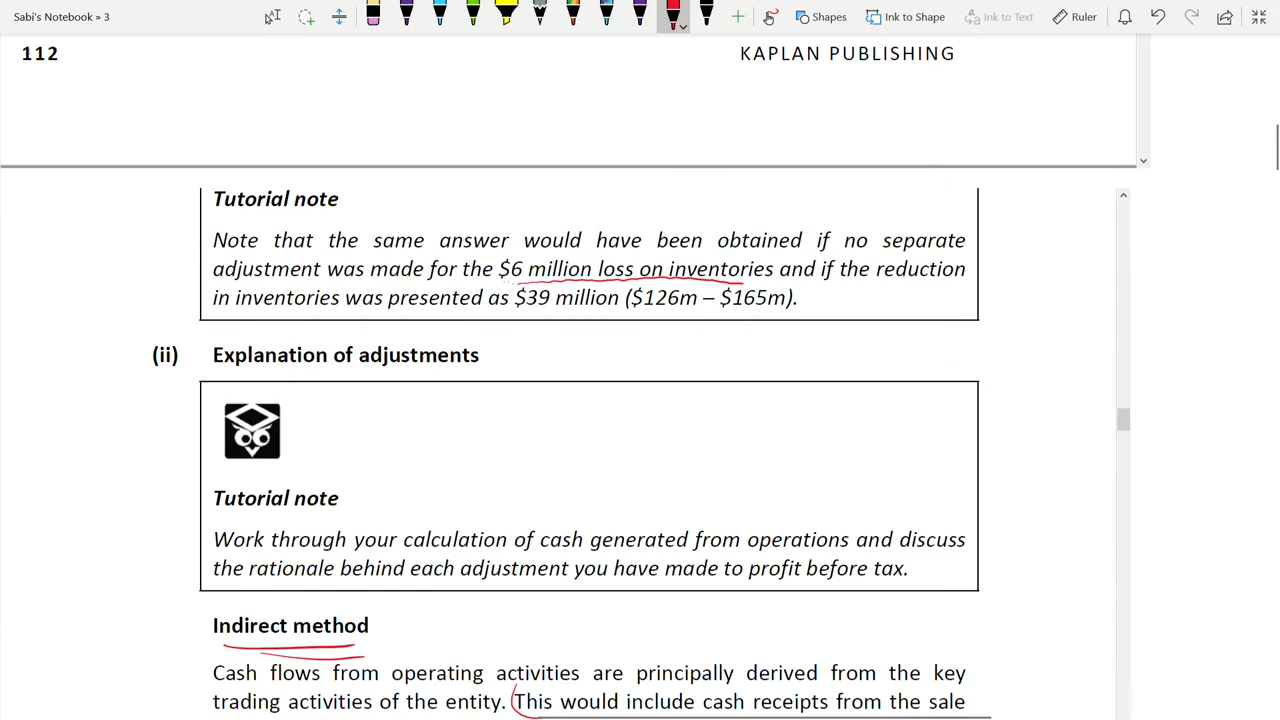 Sabi's Notebook » 3
Shapes
Ink to Shape
Ink to Text
Ruler
112
KAPLAN PUBLISHING
Tutorial note
Note that the same answer would have been obtained if no separate
adjustment was made for the $6 million loss on inventories and if the reduction
in inventories was presented as $39 million ($126m – $165m).
(ii) Explanation of adjustments
Tutorial note
Work through your calculation of cash generated from operations and discuss
the rationale behind each adjustment you have made to profit before tax.
Indirect method
Cash flows from operating activities are principally derived from the key
trading activities of the entity. This would include cash receipts from the sale